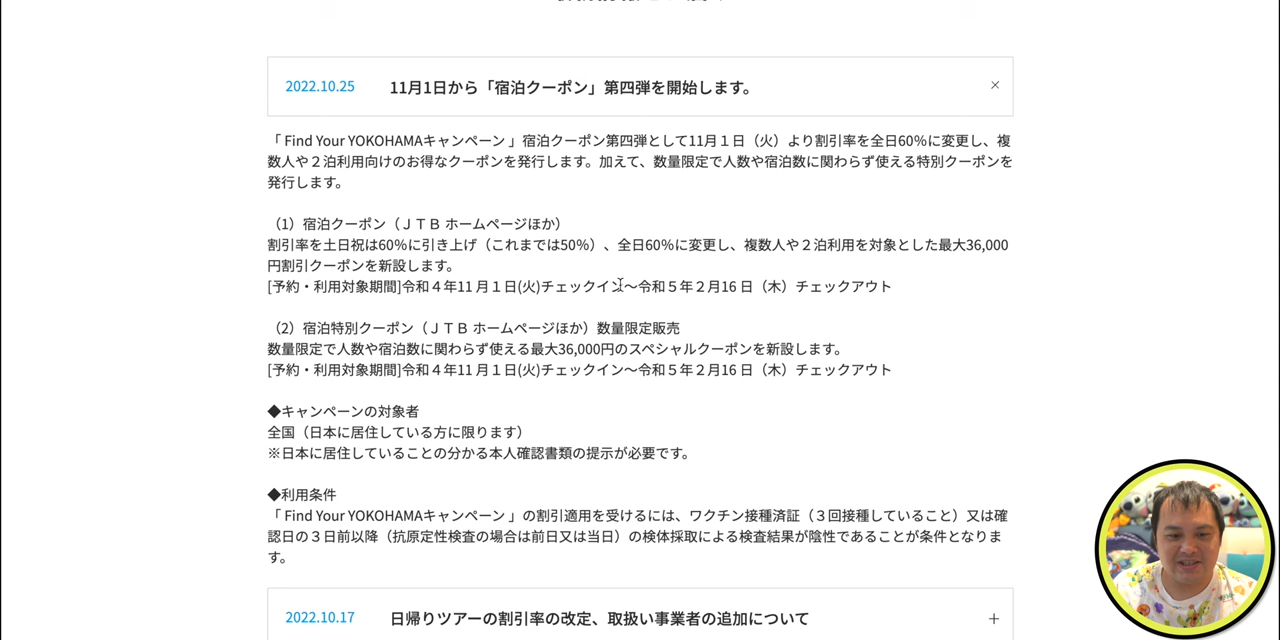 2022.10.25 11月1日から「宿泊クーポン」第四弾を開始します。
「 Find Your YOKOHAMAキャンペーン 」宿泊クーポン第四弾として11月１日（火）より割引率を全日60%に変更し、複
数人や２泊利用向けのお得なクーポンを発行します。加えて、数量限定で人数や宿泊数に関わらず使える特別クーポンを
発行します。
（1）宿泊クーポン（ＪＴＢ ホームページほか）
割引率を土日祝は60%に引き上げ（これまでは50%）、全日60%に変更し、複数人や２泊利用を対象とした最大36,000
円割引クーポンを新設します。
[予約・利用対象期間]令和４年11月１日(火)チェックイン～令和５年２月16日（木）チェックアウト
（2）宿泊特別クーポン（ＪＴＢ ホームページほか）数量限定販売
数量限定で人数や宿泊数に関わらず使える最大36,000円のスペシャルクーポンを新設します。
[予約・利用対象期間]令和４年11月１日(火)チェックイン～令和５年２月16日（木）チェックアウト
◆キャンペーンの対象者
全国（日本に居住している方に限ります）
※日本に居住していることの分かる本人確認書類の提示が必要です。
◆利用条件
「 Find Your YOKOHAMAキャンペーン 」の割引適用を受けるには、ワクチン接種済証（３回接種していること）又は確
認日の３日前以降（抗原定性検査の場合は前日又は当日）の検体採取による検査結果が陰性であることが条件となりま
す。
2022.10.17 日帰りツアーの割引率の改定、取扱い事業者の追加について